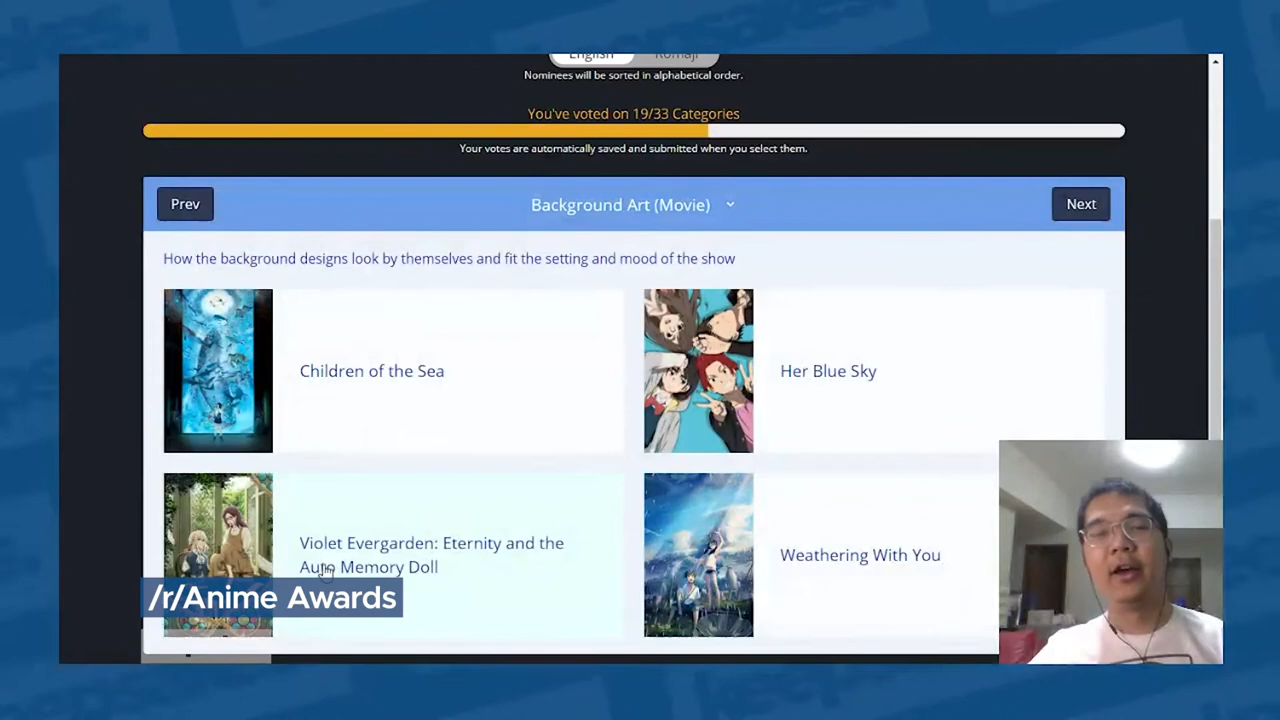 English Romaji
Nominees will be sorted in alphabetical order.
You've voted on 19/33 Categories
Your votes are automatically saved and submitted when you select them.
Prev
Background Art (Movie)
Next
How the background designs look by themselves and fit the setting and mood of the show
Children of the Sea
Her Blue Sky
Violet Evergarden: Eternity and the
Auto Memory Doll
Weathering With You
/r/Anime Awards